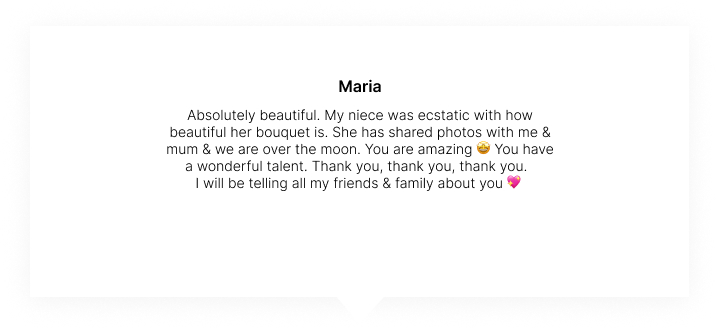 Maria
Absolutely beautiful. My niece was ecstatic with how
beautiful her bouquet is. She has shared photos with me &
mum & we are over the moon. You are amazing 🤩 You have
a wonderful talent. Thank you, thank you, thank you.
I will be telling all my friends & family about you 💖